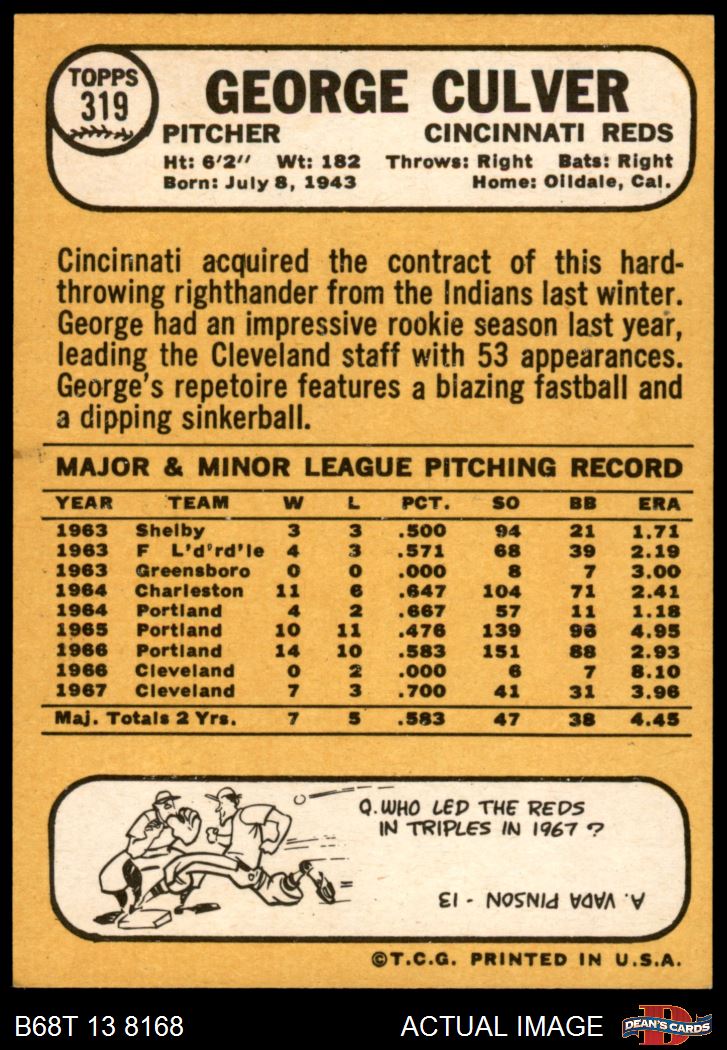 TOPPS
319
GEORGE CULVER
PITCHER CINCINNATI REDS
Ht: 6'2" Wt: 182 Throws: Right Bats: Right
Born: July 8, 1943 Home: Oildale, Cal.
Cincinnati acquired the contract of this hard-
throwing righthander from the Indians last winter.
George had an impressive rookie season last year,
leading the Cleveland staff with 53 appearances.
George's repetoire features a blazing fastball and
a dipping sinkerball.
MAJOR & MINOR LEAGUE PITCHING RECORD
YEAR TEAM W L PCT. SO BB ERA
1963 Shelby 3 3 .500 94 21 1.71
1963 F L'd'rd'le 4 3 .571 68 39 2.19
1963 Greensboro 0 0 .000 8 7 3.00
1964 Charleston 11 6 .647 104 71 2.41
1964 Portland 4 2 .667 57 11 1.18
1965 Portland 10 11 .476 139 96 4.95
1966 Portland 14 10 .583 151 88 2.93
1966 Cleveland 0 2 .000 6 7 8.10
1967 Cleveland 7 3 .700 41 31 3.96
Maj. Totals 2 Yrs. 7 5 .583 47 38 4.45
Q. WHO LED THE REDS
IN TRIPLES IN 1967?
A. VADA PINSON - 13
©T.C.G. PRINTED IN U.S.A.
B68T 13 8168 ACTUAL IMAGE DEAN'S CARDS